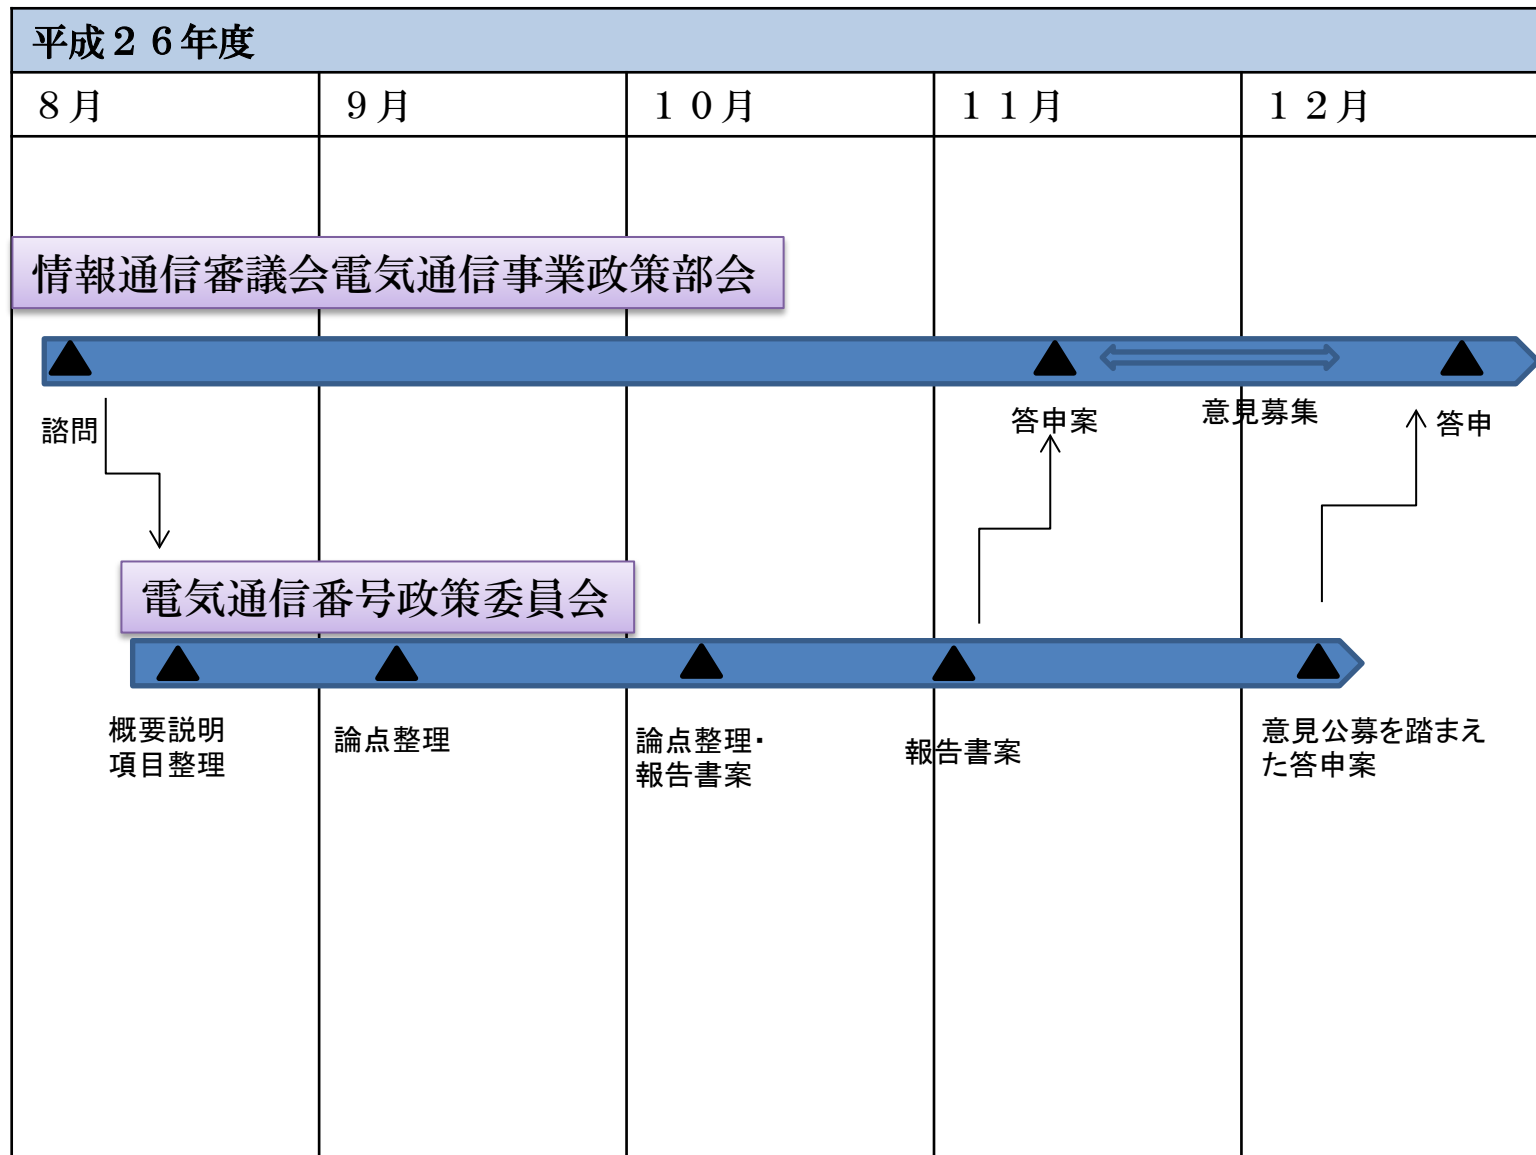 平成２６年度
８月
９月
１０月
１１月
１２月
情報通信審議会電気通信事業政策部会
諮問
答申案
意見募集
答申
電気通信番号政策委員会
概要説明
項目整理
論点整理
論点整理・
報告書案
報告書案
意見公募を踏まえ
た答申案